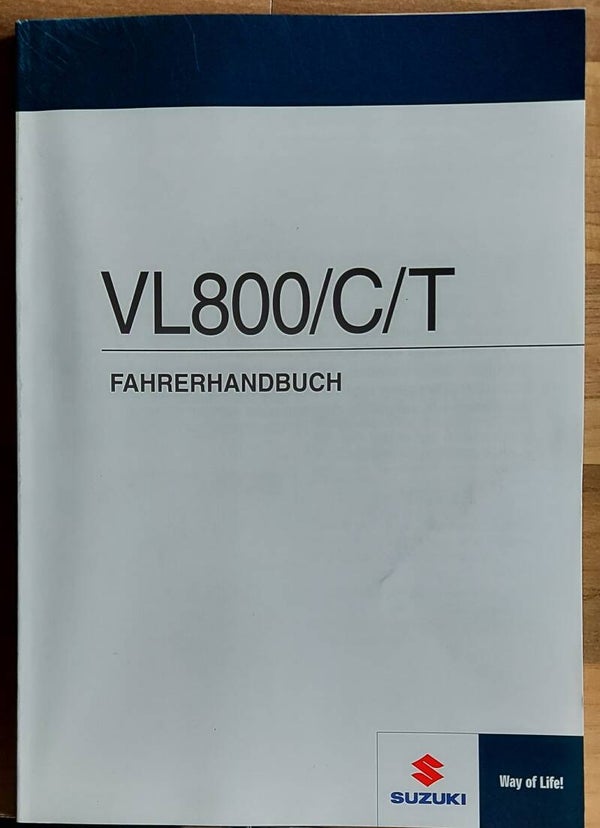 VL800/C/T
FAHRERHANDBUCH
SUZUKI
Way of Life!